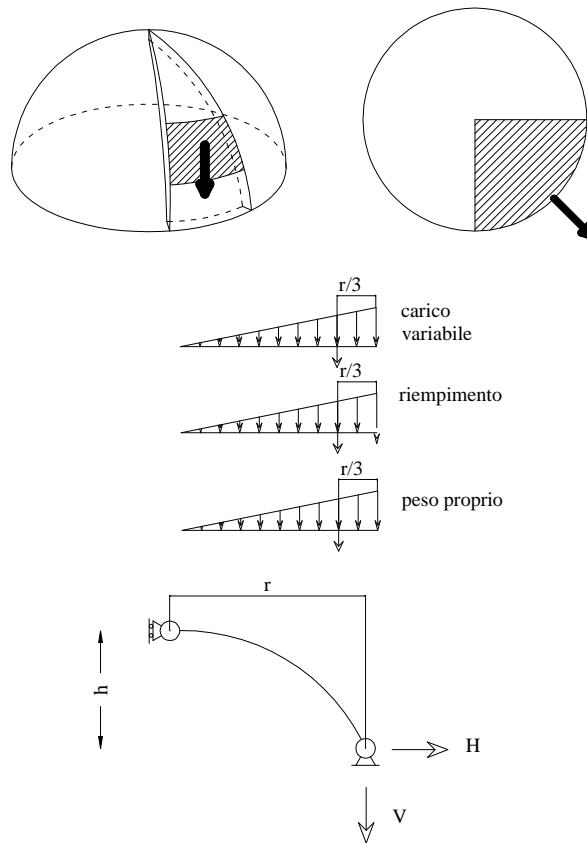 r/3
carico
variabile
r/3
riempimento
r/3
peso proprio
r
h
H
V